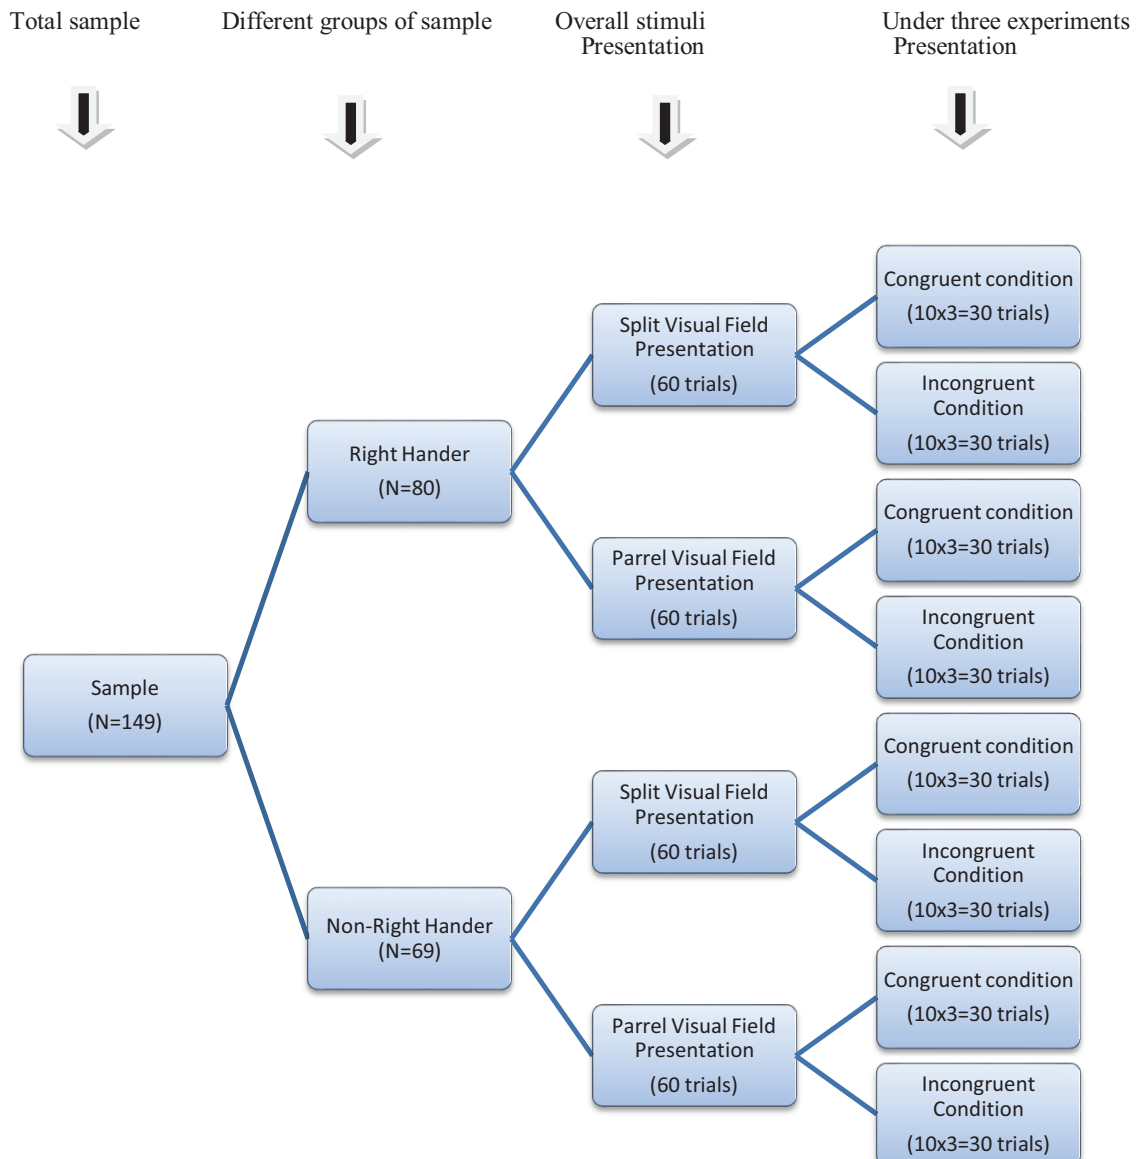 Total sample
Different groups of sample
Overall stimuli
Presentation
Under three experiments
Presentation
Sample
(N=149)
Right Hander
(N=80)
Split Visual Field
Presentation
(60 trials)
Congruent condition
(10x3=30 trials)
Incongruent
Condition
(10x3=30 trials)
Parrel Visual Field
Presentation
(60 trials)
Congruent condition
(10x3=30 trials)
Incongruent
Condition
(10x3=30 trials)
Non-Right Hander
(N=69)
Split Visual Field
Presentation
(60 trials)
Congruent condition
(10x3=30 trials)
Incongruent
Condition
(10x3=30 trials)
Parrel Visual Field
Presentation
(60 trials)
Congruent condition
(10x3=30 trials)
Incongruent
Condition
(10x3=30 trials)